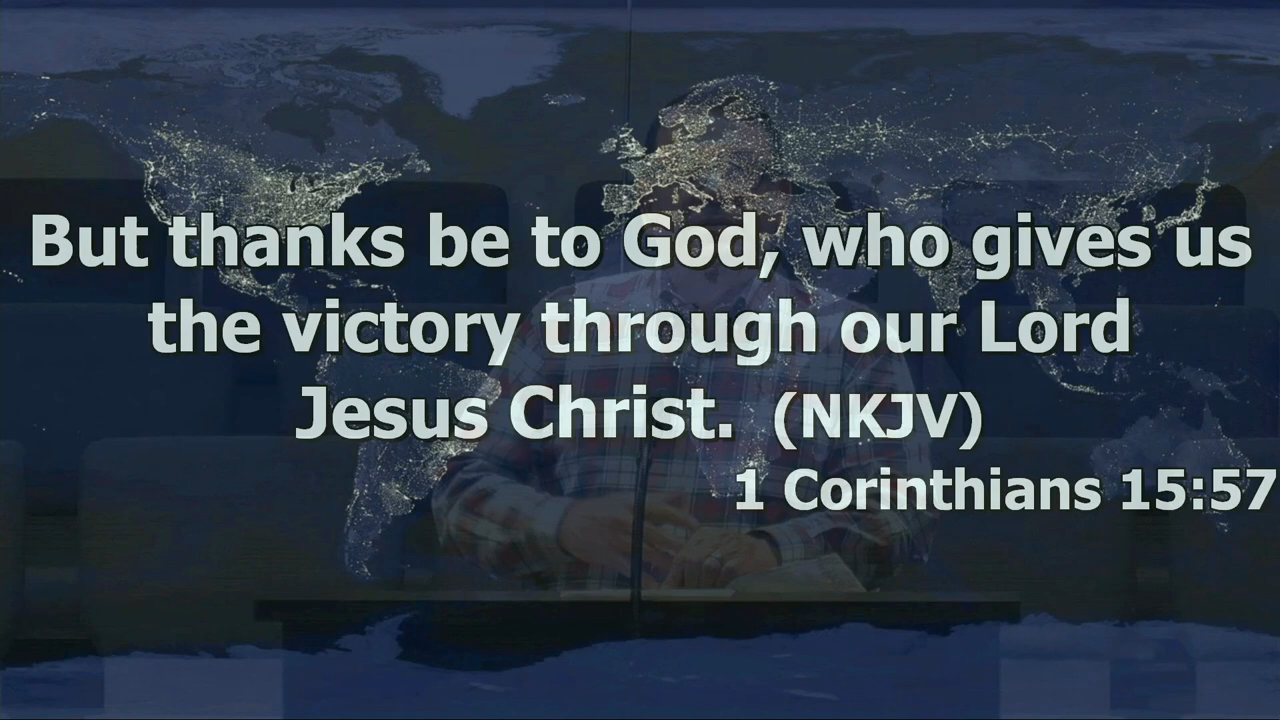 But thanks be to God, who gives us
the victory through our Lord
Jesus Christ. (NKJV)
1 Corinthians 15:57